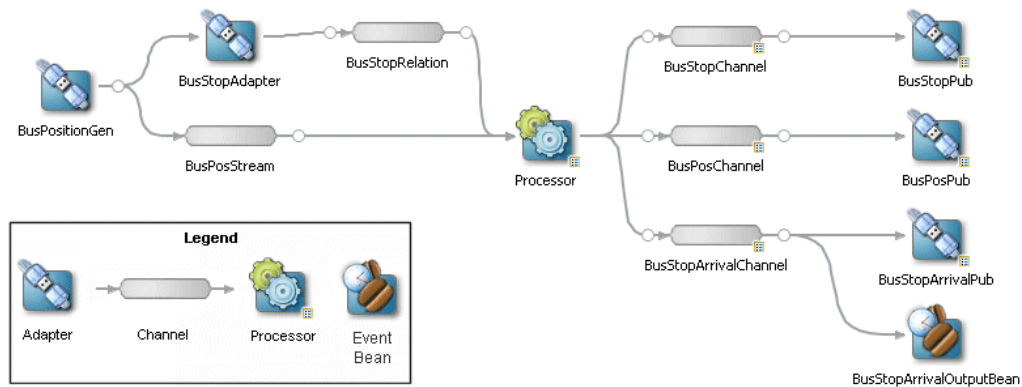 BusPositionGen
BusStopAdapter
BusStopRelation
BusPosStream
Processor
BusStopChannel
BusStopPub
BusPosChannel
BusPosPub
BusStopArrivalChannel
BusStopArrivalPub
BusStopArrivalOutputBean
Legend
Adapter
Channel
Processor
Event
Bean